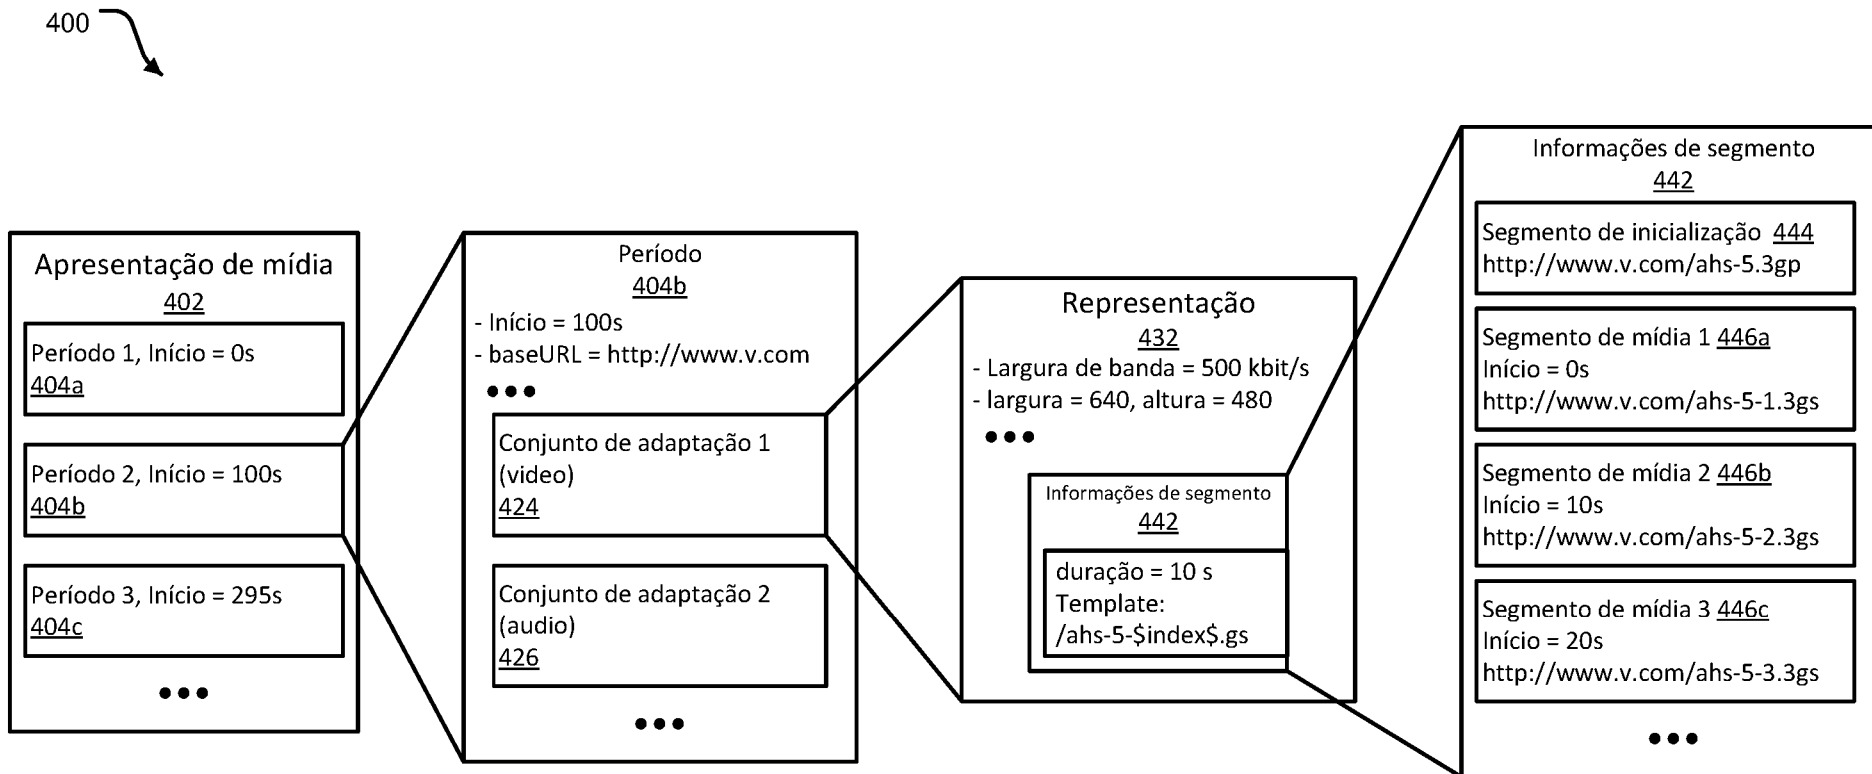 400
Apresentação de mídia
402
Período 1, Início = 0s
404a
Período 2, Início = 100s
404b
Período 3, Início = 295s
404c
Período
404b
- Início = 100s
- baseURL = http://www.v.com
Conjunto de adaptação 1
(video)
424
Conjunto de adaptação 2
(audio)
426
Representação
432
- Largura de banda = 500 kbit/s
- largura = 640, altura = 480
Informações de segmento
442
duração = 10 s
Template:
/ahs-5-$index$.gs
Informações de segmento
442
Segmento de inicialização 444
http://www.v.com/ahs-5.3gp
Segmento de mídia 1 446a
Início = 0s
http://www.v.com/ahs-5-1.3gs
Segmento de mídia 2 446b
Início = 10s
http://www.v.com/ahs-5-2.3gs
Segmento de mídia 3 446c
Início = 20s
http://www.v.com/ahs-5-3.3gs